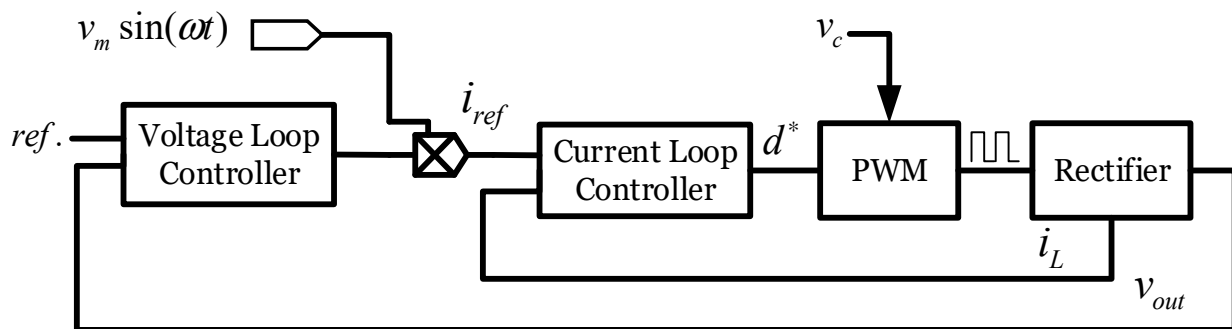 v_m sin(ωt)
v_c
i_ref
ref.
Voltage Loop
Controller
Current Loop
Controller
d*
PWM
Rectifier
i_L
v_out